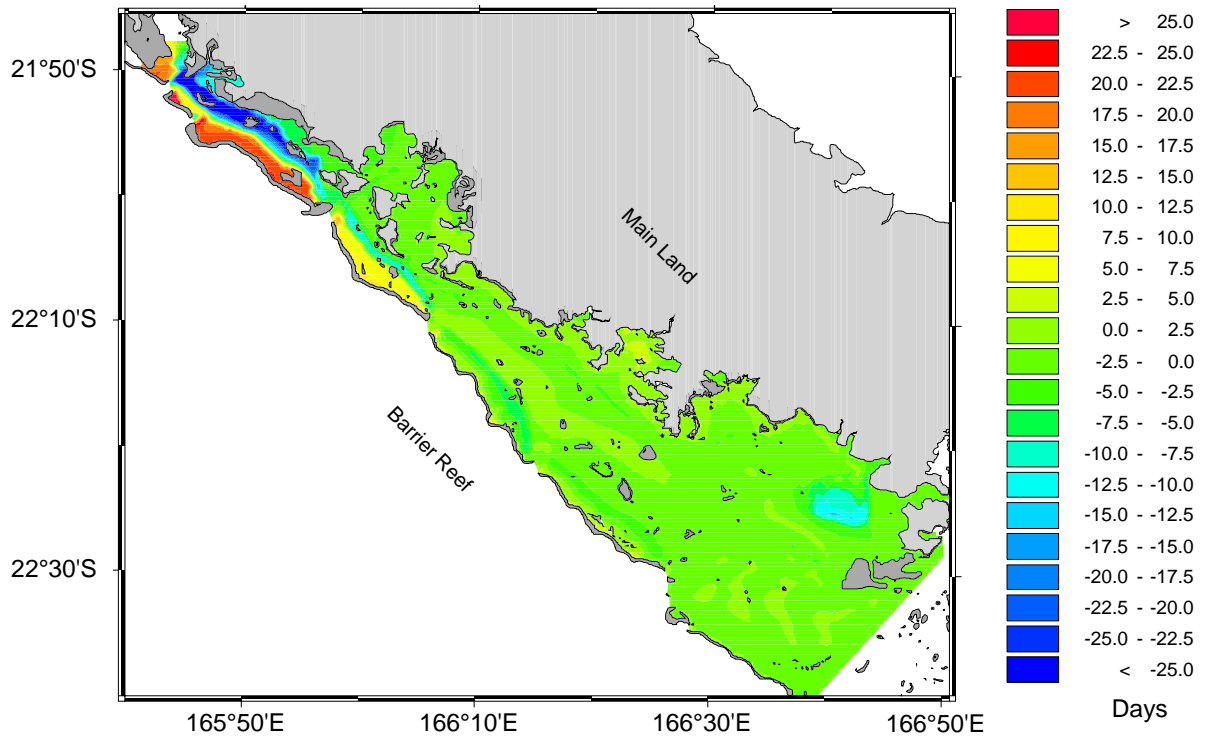 21°50'S
22°10'S
22°30'S
165°50'E
166°10'E
166°30'E
166°50'E
Main Land
Barrier Reef
> 25.0
22.5 - 25.0
20.0 - 22.5
17.5 - 20.0
15.0 - 17.5
12.5 - 15.0
10.0 - 12.5
7.5 - 10.0
5.0 - 7.5
2.5 - 5.0
0.0 - 2.5
-2.5 - 0.0
-5.0 - -2.5
-7.5 - -5.0
-10.0 - -7.5
-12.5 - -10.0
-15.0 - -12.5
-17.5 - -15.0
-20.0 - -17.5
-22.5 - -20.0
-25.0 - -22.5
< -25.0
Days